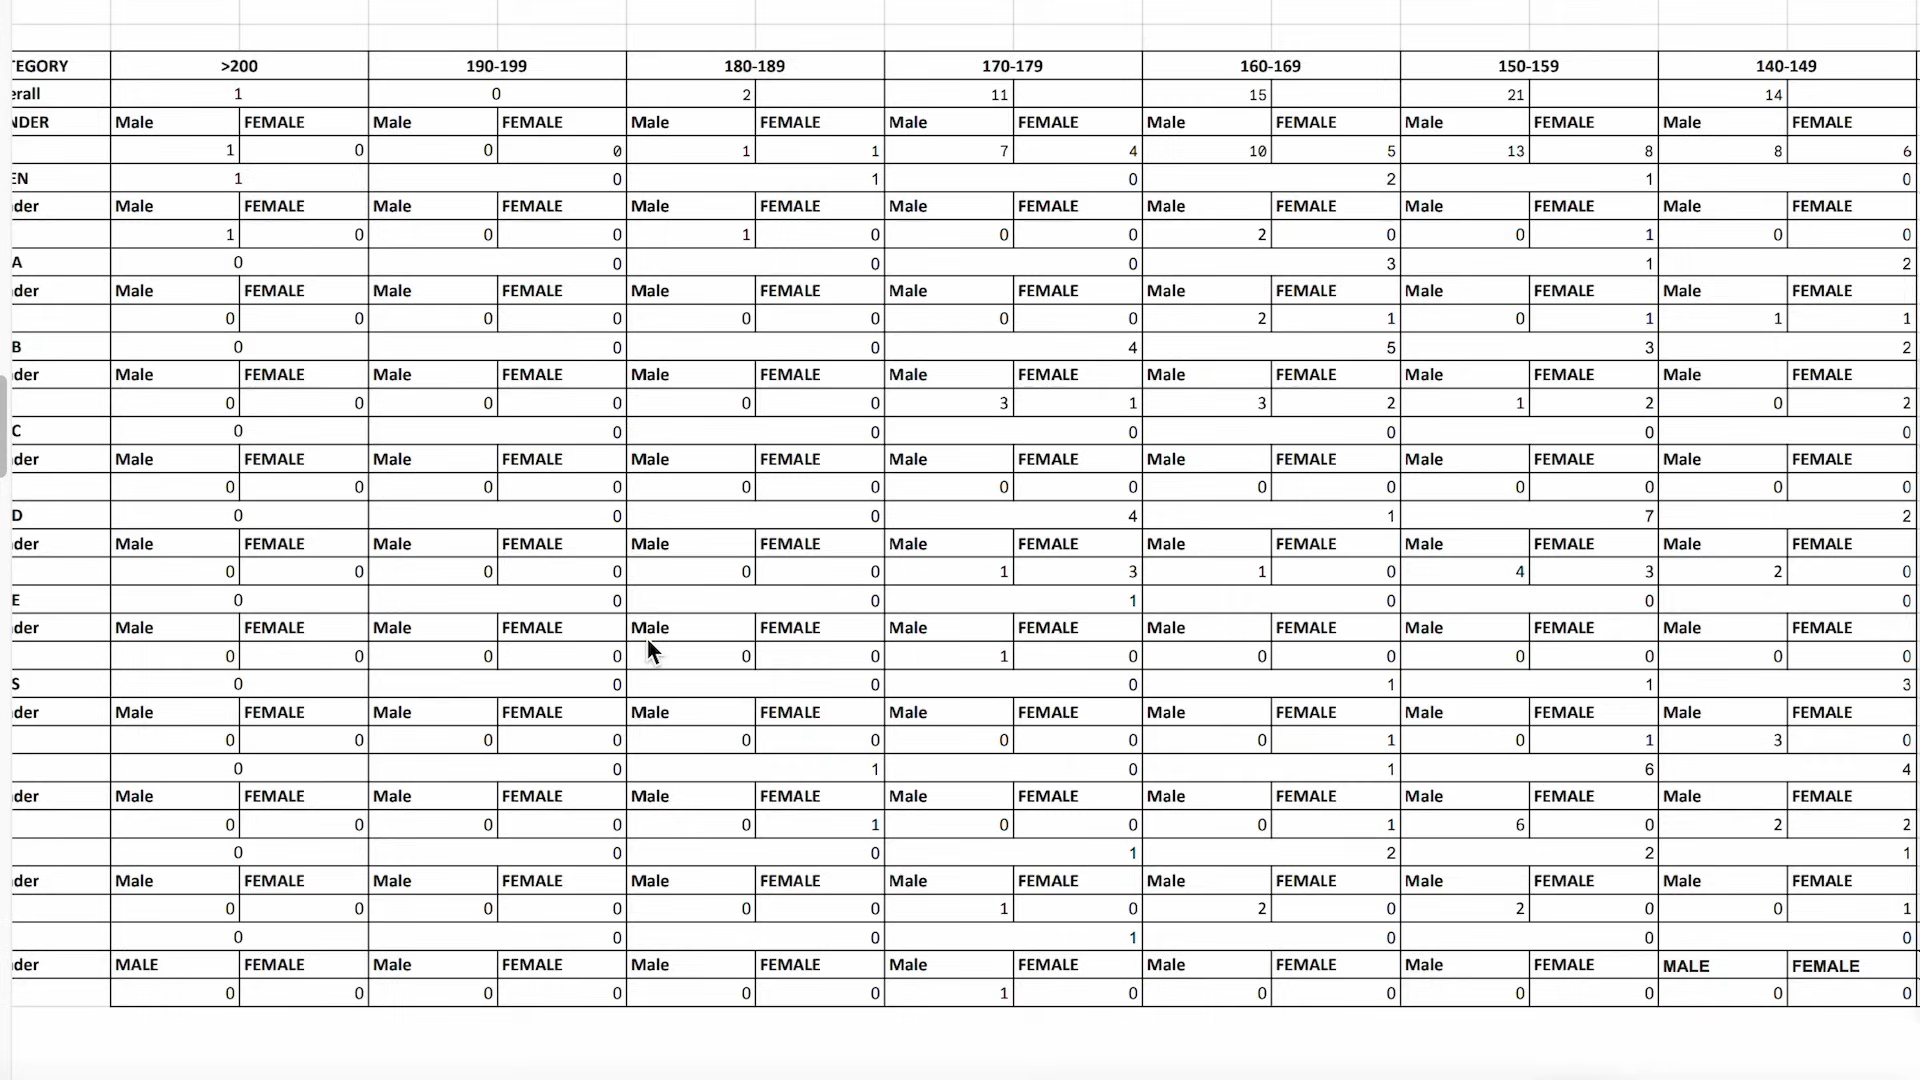 TEGORY >200 190-199 180-189 170-179 160-169 150-159 140-149
erall 1 0 2 11 15 21 14
NDER Male FEMALE Male FEMALE Male FEMALE Male FEMALE Male FEMALE Male FEMALE Male FEMALE
1 0 0 0 1 1 7 4 10 5 13 8 8 6
EN 1 0 1 0 2 1 0
der Male FEMALE Male FEMALE Male FEMALE Male FEMALE Male FEMALE Male FEMALE Male FEMALE
1 0 0 0 1 0 0 0 2 0 0 1 0 0
A 0 0 0 0 3 1 2
der Male FEMALE Male FEMALE Male FEMALE Male FEMALE Male FEMALE Male FEMALE Male FEMALE
0 0 0 0 0 0 0 0 2 1 0 1 1 1
B 0 0 0 4 5 3 2
der Male FEMALE Male FEMALE Male FEMALE Male FEMALE Male FEMALE Male FEMALE Male FEMALE
0 0 0 0 0 0 3 1 3 2 1 2 0 2
C 0 0 0 0 0 0 0
der Male FEMALE Male FEMALE Male FEMALE Male FEMALE Male FEMALE Male FEMALE Male FEMALE
0 0 0 0 0 0 0 0 0 0 0 0 0 0
D 0 0 0 4 1 7 2
der Male FEMALE Male FEMALE Male FEMALE Male FEMALE Male FEMALE Male FEMALE Male FEMALE
0 0 0 0 0 0 1 3 1 0 4 3 2 0
E 0 0 0 1 0 0 0
der Male FEMALE Male FEMALE Male FEMALE Male FEMALE Male FEMALE Male FEMALE Male FEMALE
0 0 0 0 0 0 1 0 0 0 0 0 0 0
S 0 0 0 0 1 1 3
der Male FEMALE Male FEMALE Male FEMALE Male FEMALE Male FEMALE Male FEMALE Male FEMALE
0 0 0 0 0 0 0 0 0 1 0 1 3 0
0 0 1 0 1 6 4
der Male FEMALE Male FEMALE Male FEMALE Male FEMALE Male FEMALE Male FEMALE Male FEMALE
0 0 0 0 0 1 0 0 0 1 6 0 2 2
0 0 0 1 2 2 1
der Male FEMALE Male FEMALE Male FEMALE Male FEMALE Male FEMALE Male FEMALE Male FEMALE
0 0 0 0 0 0 1 0 2 0 2 0 0 1
0 0 0 1 0 0 0
der MALE FEMALE Male FEMALE Male FEMALE Male FEMALE Male FEMALE Male FEMALE MALE FEMALE
0 0 0 0 0 0 1 0 0 0 0 0 0 0